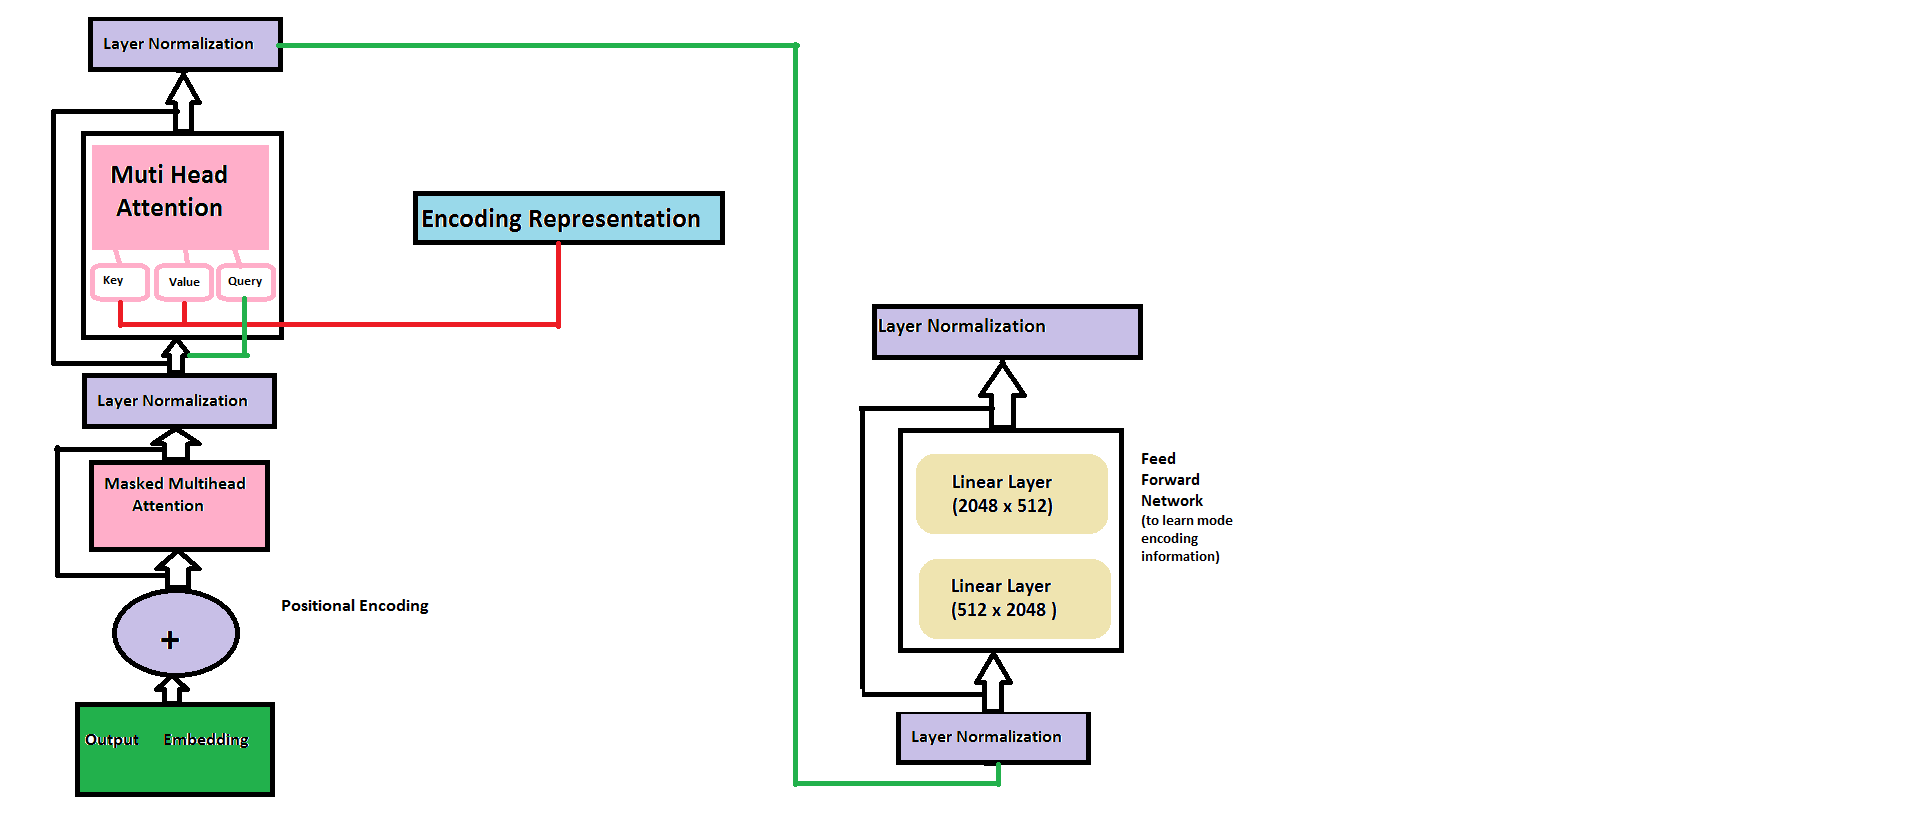 Layer Normalization
Muti Head
Attention
Key
Value
Query
Encoding Representation
Layer Normalization
Masked Multihead
Attention
+
Positional Encoding
Output Embedding
Layer Normalization
Linear Layer
(2048 x 512)
Linear Layer
(512 x 2048 )
Feed
Forward
Network
(to learn mode
encoding
information)
Layer Normalization